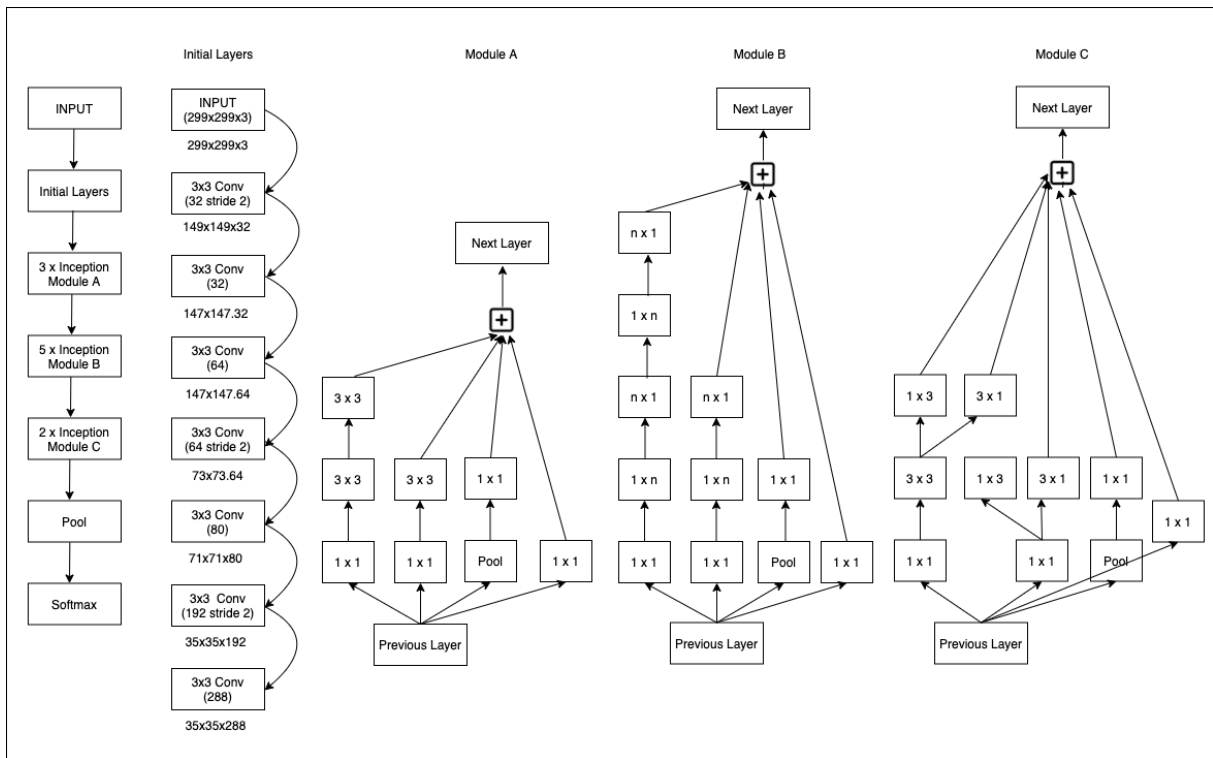 INPUT
Initial Layers
3 x Inception
Module A
5 x Inception
Module B
2 x Inception
Module C
Pool
Softmax
Initial Layers
INPUT
(299x299x3)
299x299x3
3x3 Conv
(32 stride 2)
149x149x32
3x3 Conv
(32)
147x147.32
3x3 Conv
(64)
147x147.64
3x3 Conv
(64 stride 2)
73x73.64
3x3 Conv
(80)
71x71x80
3x3 Conv
(192 stride 2)
35x35x192
3x3 Conv
(288)
35x35x288
Module A
Next Layer
+
3 x 3
3 x 3
3 x 3
1 x 1
1 x 1
1 x 1
Pool
1 x 1
Previous Layer
Module B
Next Layer
+
n x 1
1 x n
n x 1
n x 1
1 x n
1 x n
1 x 1
1 x 1
1 x 1
Pool
1 x 1
Previous Layer
Module C
Next Layer
+
1 x 3
3 x 1
3 x 3
1 x 3
3 x 1
1 x 1
1 x 1
1 x 1
1 x 1
Pool
Previous Layer